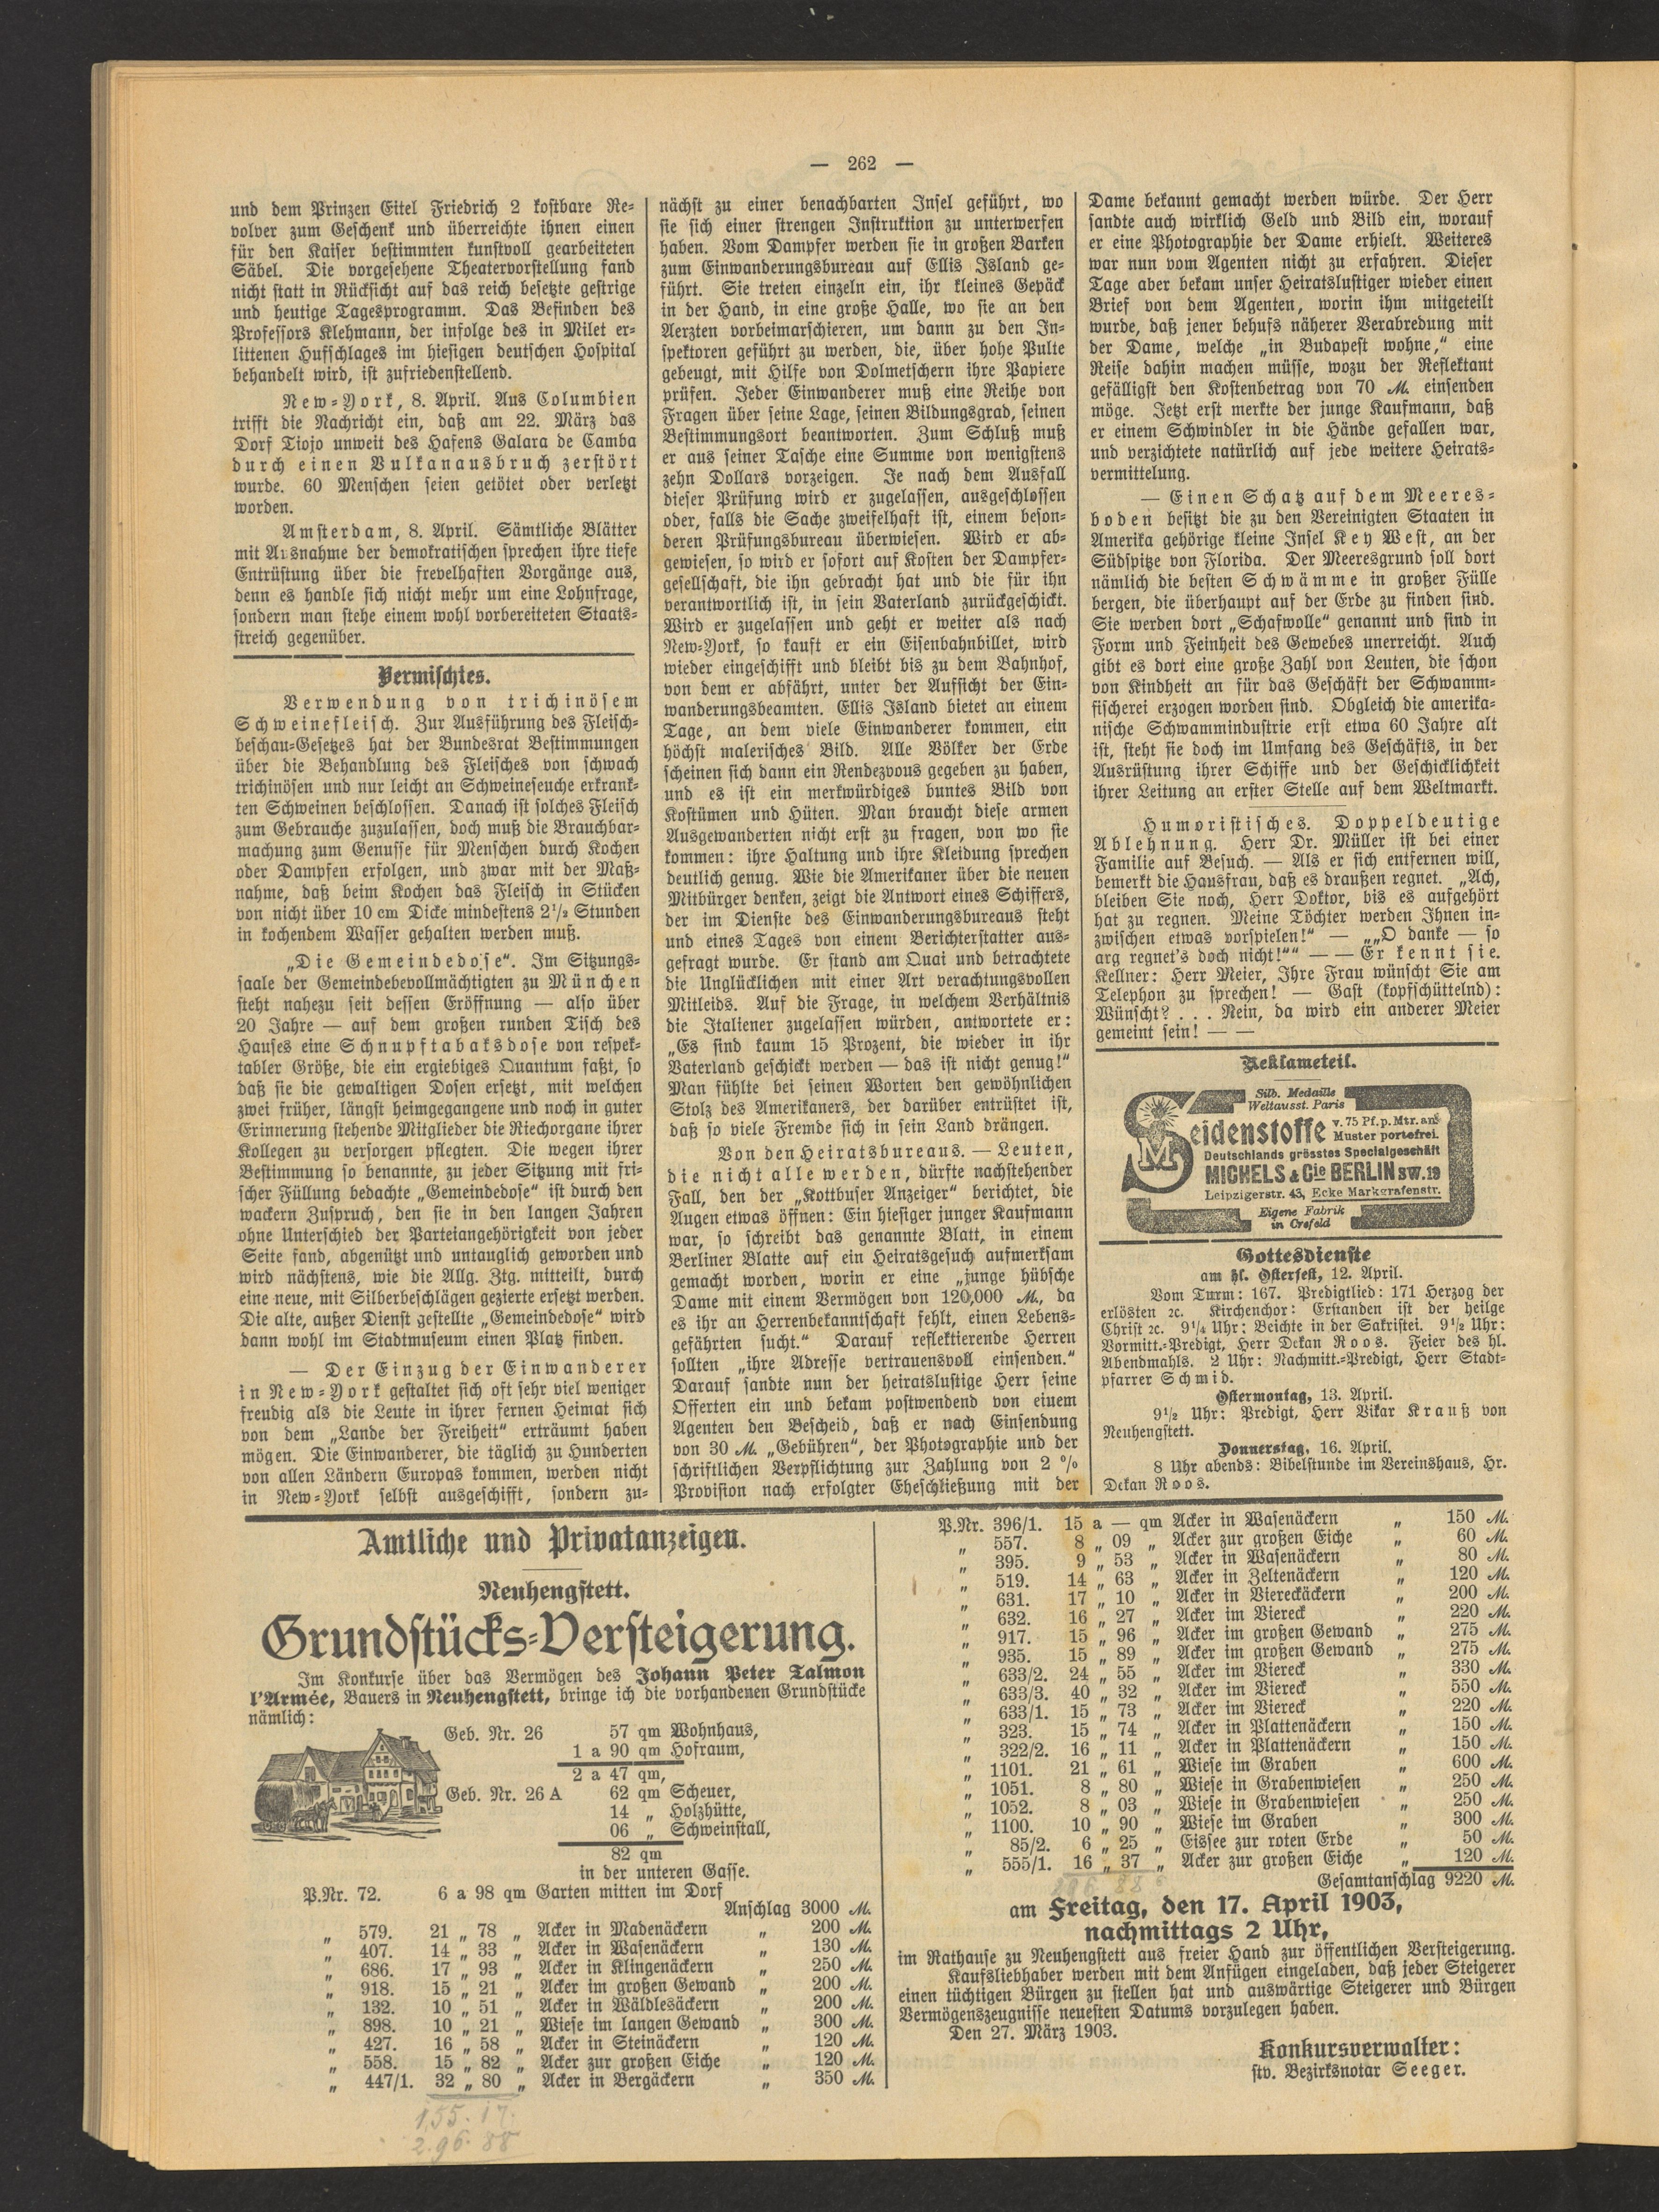 — 262 —
und dem Prinzen Eitel Friedrich 2 kostbare Re-
volver zum Geschenk und überreichte ihnen einen
für den Kaiser bestimmten kunstvoll gearbeiteten
Säbel. Die vorgesehene Theatervorstellung fand
nicht statt in Rücksicht auf das reich besetzte gestrige
und heutige Tagesprogramm. Das Befinden des
Professors Klehmann, der infolge des in Milet er-
littenen Hufschlages im hiesigen deutschen Hospital
behandelt wird, ist zufriedenstellend.
New-York, 8. April. Aus Columbien
trifft die Nachricht ein, daß am 22. März das
Dorf Tiojo unweit des Hafens Galara de Camba
durch einen Vulkanausbruch zerstört
wurde. 60 Menschen seien getötet oder verletzt
worden.
Amsterdam, 8. April. Sämtliche Blätter
mit Ausnahme der demokratischen sprechen ihre tiefe
Entrüstung über die frevelhaften Vorgänge aus,
denn es handle sich nicht mehr um eine Lohnfrage,
sondern man stehe einem wohl vorbereiteten Staats-
streich gegenüber.
Vermischtes.
Verwendung von trichinösem
Schweinefleisch. Zur Ausführung des Fleisch-
beschau-Gesetzes hat der Bundesrat Bestimmungen
über die Behandlung des Fleisches von schwach
trichinösen und nur leicht an Schweineseuche erkrank-
ten Schweinen beschlossen. Danach ist solches Fleisch
zum Gebrauche zuzulassen, doch muß die Brauchbar-
machung zum Genusse für Menschen durch Kochen
oder Dampfen erfolgen, und zwar mit der Maß-
nahme, daß beim Kochen das Fleisch in Stücken
von nicht über 10 cm Dicke mindestens 2½ Stunden
in kochendem Wasser gehalten werden muß.
„Die Gemeindedose“. Im Sitzungs-
saale der Gemeindebevollmächtigten zu München
steht nahezu seit dessen Eröffnung — also über
20 Jahre — auf dem großen runden Tisch des
Hauses eine Schnupftabaksdose von respek-
tabler Größe, die ein ergiebiges Quantum faßt, so
daß sie die gewaltigen Dosen ersetzt, mit welchen
zwei früher, längst heimgegangene und noch in guter
Erinnerung stehende Mitglieder die Riechorgane ihrer
Kollegen zu versorgen pflegten. Die wegen ihrer
Bestimmung so benannte, zu jeder Sitzung mit fri-
scher Füllung bedachte „Gemeindedose“ ist durch den
wackern Zuspruch, den sie in den langen Jahren
ohne Unterschied der Parteiangehörigkeit von jeder
Seite fand, abgenützt und untauglich geworden und
wird nächstens, wie die Allg. Ztg. mitteilt, durch
eine neue, mit Silberbeschlägen gezierte ersetzt werden.
Die alte, außer Dienst gestellte „Gemeindedose“ wird
dann wohl im Stadtmuseum einen Platz finden.
— Der Einzug der Einwanderer
in New-York gestaltet sich oft sehr viel weniger
freudig als die Leute in ihrer fernen Heimat sich
von dem „Lande der Freiheit“ erträumt haben
mögen. Die Einwanderer, die täglich zu Hunderten
von allen Ländern Europas kommen, werden nicht
in New-York selbst ausgeschifft, sondern zu-
nächst zu einer benachbarten Insel geführt, wo
sie sich einer strengen Instruktion zu unterwerfen
haben. Vom Dampfer werden sie in großen Barken
zum Einwanderungsbureau auf Ellis Island ge-
führt. Sie treten einzeln ein, ihr kleines Gepäck
in der Hand, in eine große Halle, wo sie an den
Aerzten vorbeimarschieren, um dann zu den In-
spektoren geführt zu werden, die, über hohe Pulte
gebeugt, mit Hilfe von Dolmetschern ihre Papiere
prüfen. Jeder Einwanderer muß eine Reihe von
Fragen über seine Lage, seinen Bildungsgrad, seinen
Bestimmungsort beantworten. Zum Schluß muß
er aus seiner Tasche eine Summe von wenigstens
zehn Dollars vorzeigen. Je nach dem Ausfall
dieser Prüfung wird er zugelassen, ausgeschlossen
oder, falls die Sache zweifelhaft ist, einem beson-
deren Prüfungsbureau überwiesen. Wird er ab-
gewiesen, so wird er sofort auf Kosten der Dampfer-
gesellschaft, die ihn gebracht hat und die für ihn
verantwortlich ist, in sein Vaterland zurückgeschickt.
Wird er zugelassen und geht er weiter als nach
New-York, so kauft er ein Eisenbahnbillet, wird
wieder eingeschifft und bleibt bis zu dem Bahnhof,
von dem er abfährt, unter der Aufsicht der Ein-
wanderungsbeamten. Ellis Island bietet an einem
Tage, an dem viele Einwanderer kommen, ein
höchst malerisches Bild. Alle Völker der Erde
scheinen sich dann ein Rendezvous gegeben zu haben,
und es ist ein merkwürdiges buntes Bild von
Kostümen und Hüten. Man braucht diese armen
Ausgewanderten nicht erst zu fragen, von wo sie
kommen: ihre Haltung und ihre Kleidung sprechen
deutlich genug. Wie die Amerikaner über die neuen
Mitbürger denken, zeigt die Antwort eines Schiffers,
der im Dienste des Einwanderungsbureaus steht
und eines Tages von einem Berichterstatter aus-
gefragt wurde. Er stand am Quai und betrachtete
die Unglücklichen mit einer Art verachtungsvollen
Mitleids. Auf die Frage, in welchem Verhältnis
die Italiener zugelassen würden, antwortete er:
„Es sind kaum 15 Prozent, die wieder in ihr
Vaterland geschickt werden — das ist nicht genug!“
Man fühlte bei seinen Worten den gewöhnlichen
Stolz des Amerikaners, der darüber entrüstet ist,
daß so viele Fremde sich in sein Land drängen.
Von den Heiratsbureaus. — Leuten,
die nicht alle werden, dürfte nachstehender
Fall, den der „Kottbuser Anzeiger“ berichtet, die
Augen etwas öffnen: Ein hiesiger junger Kaufmann
war, so schreibt das genannte Blatt, in einem
Berliner Blatte auf ein Heiratsgesuch aufmerksam
gemacht worden, worin er eine „junge hübsche
Dame mit einem Vermögen von 120,000 M., da
es ihr an Herrenbekanntschaft fehlt, einen Lebens-
gefährten sucht.“ Darauf reflektierende Herren
sollten „ihre Adresse vertrauensvoll einsenden.“
Darauf sandte nun der heiratslustige Herr seine
Offerten ein und bekam postwendend von einem
Agenten den Bescheid, daß er nach Einsendung
von 30 M. „Gebühren“, der Photographie und der
schriftlichen Verpflichtung zur Zahlung von 2 %
Provision nach erfolgter Eheschließung mit der
Dame bekannt gemacht werden würde. Der Herr
sandte auch wirklich Geld und Bild ein, worauf
er eine Photographie der Dame erhielt. Weiteres
war nun vom Agenten nicht zu erfahren. Dieser
Tage aber bekam unser Heiratslustiger wieder einen
Brief von dem Agenten, worin ihm mitgeteilt
wurde, daß jener behufs näherer Verabredung mit
der Dame, welche „in Budapest wohne,“ eine
Reise dahin machen müsse, wozu der Reflektant
gefälligst den Kostenbetrag von 70 M. einsenden
möge. Jetzt erst merkte der junge Kaufmann, daß
er einem Schwindler in die Hände gefallen war,
und verzichtete natürlich auf jede weitere Heirats-
vermittelung.
— Einen Schatz auf dem Meeres-
boden besitzt die zu den Vereinigten Staaten in
Amerika gehörige kleine Insel Key West, an der
Südspitze von Florida. Der Meeresgrund soll dort
nämlich die besten Schwämme in großer Fülle
bergen, die überhaupt auf der Erde zu finden sind.
Sie werden dort „Schafwolle“ genannt und sind in
Form und Feinheit des Gewebes unerreicht. Auch
gibt es dort eine große Zahl von Leuten, die schon
von Kindheit an für das Geschäft der Schwamm-
fischerei erzogen worden sind. Obgleich die amerika-
nische Schwammindustrie erst etwa 60 Jahre alt
ist, steht sie doch im Umfang des Geschäfts, in der
Ausrüstung ihrer Schiffe und der Geschicklichkeit
ihrer Leitung an erster Stelle auf dem Weltmarkt.
Humoristisches. Doppeldeutige
Ablehnung. Herr Dr. Müller ist bei einer
Familie auf Besuch. — Als er sich entfernen will,
bemerkt die Hausfrau, daß es draußen regnet. „Ach,
bleiben Sie noch, Herr Doktor, bis es aufgehört
hat zu regnen. Meine Töchter werden Ihnen in-
zwischen etwas vorspielen!“ — „„O danke — so
arg regnet's doch nicht!““ — — Er kennt sie.
Kellner: Herr Meier, Ihre Frau wünscht Sie am
Telephon zu sprechen! — Gast (kopfschüttelnd):
Wünscht? . . . Nein, da wird ein anderer Meier
gemeint sein! — —
Reklameteil.
Silb. Medaille
Weltausst. Paris
Seidenstoffe v. 75 Pf. p. Mtr. an
Muster portofrei.
Deutschlands grösstes Specialgeschäft
MICHELS & Cie BERLIN SW. 19
Leipzigerstr. 43, Ecke Markgrafenstr.
Eigene Fabrik
in Crefeld
Gottesdienste
am hl. Osterfest, 12. April.
Vom Turm: 167. Predigtlied: 171 Herzog der
erlösten ꝛc. Kirchenchor: Erstanden ist der heilge
Christ ꝛc. 9¼ Uhr: Beichte in der Sakristei. 9½ Uhr:
Vormitt.-Predigt, Herr Dekan Roos. Feier des hl.
Abendmahls. 2 Uhr: Nachmitt.-Predigt, Herr Stadt-
pfarrer Schmid.
Ostermontag, 13. April.
9½ Uhr: Predigt, Herr Vikar Krauß von
Neuhengstett.
Donnerstag, 16. April.
8 Uhr abends: Bibelstunde im Vereinshaus, Hr.
Dekan Roos.
Amtliche und Privatanzeigen.
Neuhengstett.
Grundstücks-Versteigerung.
Im Konkurse über das Vermögen des Johann Peter Talmon
l'Armée, Bauers in Neuhengstett, bringe ich die vorhandenen Grundstücke
nämlich:
Geb. Nr. 26 57 qm Wohnhaus,
1 a 90 qm Hofraum,
2 a 47 qm,
Geb. Nr. 26 A 62 qm Scheuer,
14 „ Holzhütte,
06 „ Schweinstall,
82 qm
in der unteren Gasse.
P.Nr. 72. 6 a 98 qm Garten mitten im Dorf
Anschlag 3000 M.
„ 579. 21 „ 78 „ Acker in Madenäckern „ 200 M.
„ 407. 14 „ 33 „ Acker in Wasenäckern „ 130 M.
„ 686. 17 „ 93 „ Acker in Klingenäckern „ 250 M.
„ 918. 15 „ 21 „ Acker im großen Gewand „ 200 M.
„ 132. 10 „ 51 „ Acker in Wäldlesäckern „ 200 M.
„ 898. 10 „ 21 „ Wiese im langen Gewand „ 300 M.
„ 427. 16 „ 58 „ Acker in Steinäckern „ 120 M.
„ 558. 15 „ 82 „ Acker zur großen Eiche „ 120 M.
„ 447/1. 32 „ 80 „ Acker in Bergäckern „ 350 M.
155. 17.
2.96. 88
P.Nr. 396/1. 15 a — qm Acker in Wasenäckern „ 150 M.
„ 557. 8 „ 09 „ Acker zur großen Eiche „ 60 M.
„ 395. 9 „ 53 „ Acker in Wasenäckern „ 80 M.
„ 519. 14 „ 63 „ Acker in Zeltenäckern „ 120 M.
„ 631. 17 „ 10 „ Acker in Viereckäckern „ 200 M.
„ 632. 16 „ 27 „ Acker im Viereck „ 220 M.
„ 917. 15 „ 96 „ Acker im großen Gewand „ 275 M.
„ 935. 15 „ 89 „ Acker im großen Gewand „ 275 M.
„ 633/2. 24 „ 55 „ Acker im Viereck „ 330 M.
„ 633/3. 40 „ 32 „ Acker im Viereck „ 550 M.
„ 633/1. 15 „ 73 „ Acker im Viereck „ 220 M.
„ 323. 15 „ 74 „ Acker in Plattenäckern „ 150 M.
„ 322/2. 16 „ 11 „ Acker in Plattenäckern „ 150 M.
„ 1101. 21 „ 61 „ Wiese im Graben „ 600 M.
„ 1051. 8 „ 80 „ Wiese in Grabenwiesen „ 250 M.
„ 1052. 8 „ 03 „ Wiese in Grabenwiesen „ 250 M.
„ 1100. 10 „ 90 „ Wiese im Graben „ 300 M.
„ 85/2. 6 „ 25 „ Eissee zur roten Erde „ 50 M.
„ 555/1. 16 „ 37 „ Acker zur großen Eiche „ 120 M.
Gesamtanschlag 9220 M.
am Freitag, den 17. April 1903,
nachmittags 2 Uhr,
im Rathause zu Neuhengstett aus freier Hand zur öffentlichen Versteigerung.
Kaufsliebhaber werden mit dem Anfügen eingeladen, daß jeder Steigerer
einen tüchtigen Bürgen zu stellen hat und auswärtige Steigerer und Bürgen
Vermögenszeugnisse neuesten Datums vorzulegen haben.
Den 27. März 1903.
Konkursverwalter:
stv. Bezirksnotar Seeger.